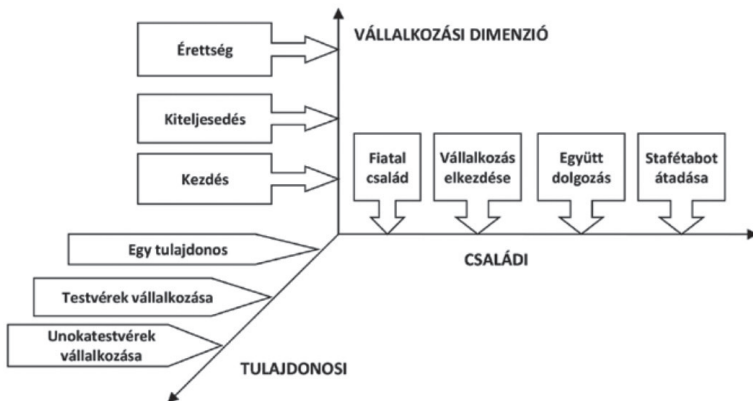 VÁLLALKOZÁSI DIMENZIÓ
Érettség
Kiteljesedés
Kezdés
Fiatal
család
Vállalkozás
elkezdése
Együtt
dolgozás
Stafétabot
átadása
CSALÁDI
Egy tulajdonos
Testvérek vállalkozása
Unokatestvérek
vállalkozása
TULAJDONOSI